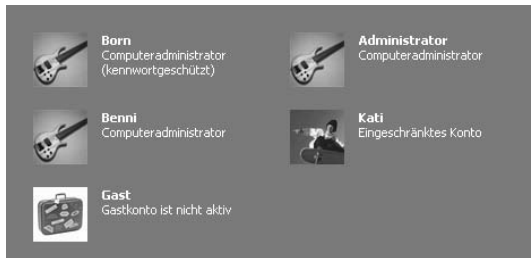 Born
Computeradministrator
(kennwortgeschützt)
Administrator
Computeradministrator
Benni
Computeradministrator
Kati
Eingeschränktes Konto
Gast
Gastkonto ist nicht aktiv